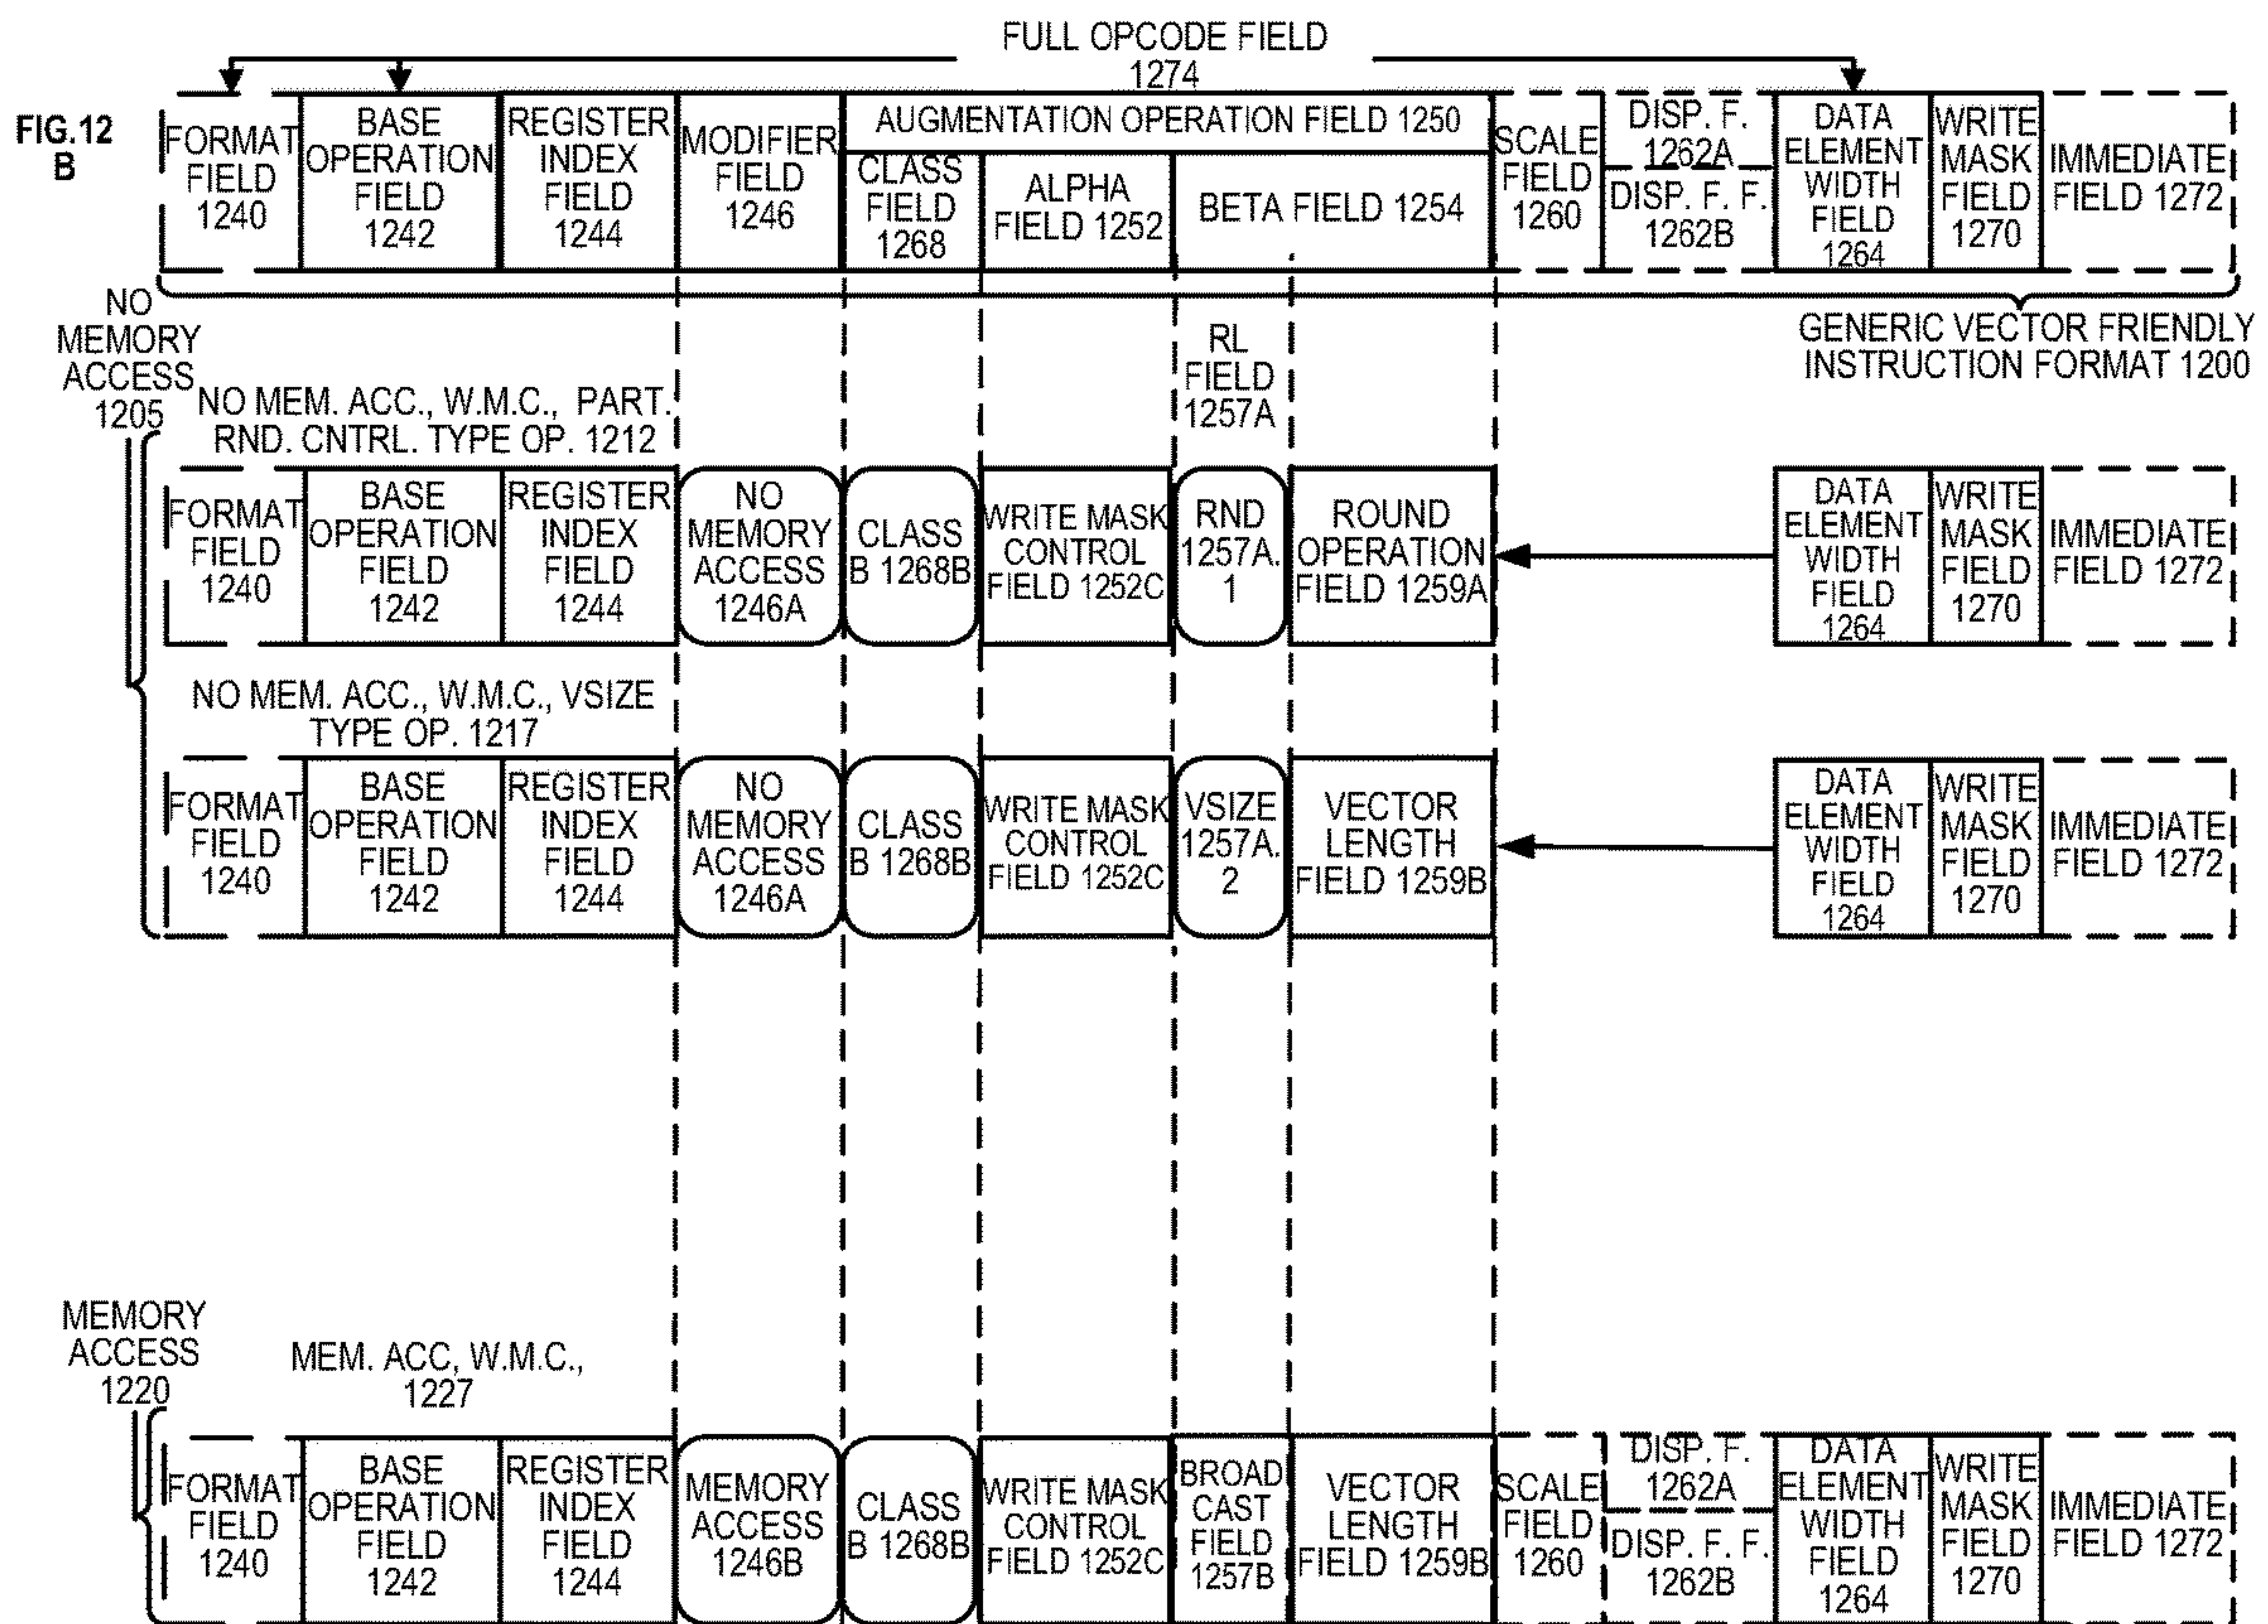 FULL OPCODE FIELD
1274
FIG.12
B
FORMAT
FIELD
1240
BASE
OPERATION
FIELD
1242
REGISTER
INDEX
FIELD
1244
MODIFIER
FIELD
1246
AUGMENTATION OPERATION FIELD 1250
CLASS
FIELD
1268
ALPHA
FIELD 1252
BETA FIELD 1254
SCALE
FIELD
1260
DISP. F.
1262A
DISP. F. F.
1262B
DATA
ELEMENT
WIDTH
FIELD
1264
WRITE
MASK
FIELD
1270
IMMEDIATE
FIELD 1272
GENERIC VECTOR FRIENDLY
INSTRUCTION FORMAT 1200
NO
MEMORY
ACCESS
1205
RL
FIELD
1257A
NO MEM. ACC., W.M.C., PART.
RND. CNTRL. TYPE OP. 1212
FORMAT
FIELD
1240
BASE
OPERATION
FIELD
1242
REGISTER
INDEX
FIELD
1244
NO
MEMORY
ACCESS
1246A
CLASS
B 1268B
WRITE MASK
CONTROL
FIELD 1252C
RND
1257A.
1
ROUND
OPERATION
FIELD 1259A
DATA
ELEMENT
WIDTH
FIELD
1264
WRITE
MASK
FIELD
1270
IMMEDIATE
FIELD 1272
NO MEM. ACC., W.M.C., VSIZE
TYPE OP. 1217
FORMAT
FIELD
1240
BASE
OPERATION
FIELD
1242
REGISTER
INDEX
FIELD
1244
NO
MEMORY
ACCESS
1246A
CLASS
B 1268B
WRITE MASK
CONTROL
FIELD 1252C
VSIZE
1257A.
2
VECTOR
LENGTH
FIELD 1259B
DATA
ELEMENT
WIDTH
FIELD
1264
WRITE
MASK
FIELD
1270
IMMEDIATE
FIELD 1272
MEMORY
ACCESS
1220
MEM. ACC, W.M.C.,
1227
FORMAT
FIELD
1240
BASE
OPERATION
FIELD
1242
REGISTER
INDEX
FIELD
1244
MEMORY
ACCESS
1246B
CLASS
B 1268B
WRITE MASK
CONTROL
FIELD 1252C
BROAD
CAST
FIELD
1257B
VECTOR
LENGTH
FIELD 1259B
SCALE
FIELD
1260
DISP. F.
1262A
DISP. F. F.
1262B
DATA
ELEMENT
WIDTH
FIELD
1264
WRITE
MASK
FIELD
1270
IMMEDIATE
FIELD 1272